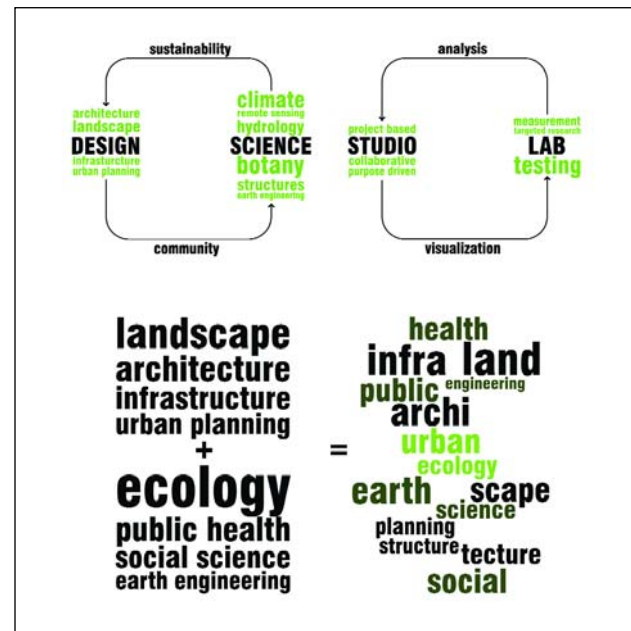 sustainability
architecture
landscape
DESIGN
infrasturcture
urban planning
climate
remote sensing
hydrology
SCIENCE
botany
structures
earth engineering
community
analysis
project based
STUDIO
collaborative
purpose driven
measurement
targeted research
LAB
testing
visualization
landscape
architecture
infrastructure
urban planning
+
ecology
public health
social science
earth engineering
=
health
infra land
public engineering
archi
urban
ecology
earth scape
science
planning
structure tecture
social